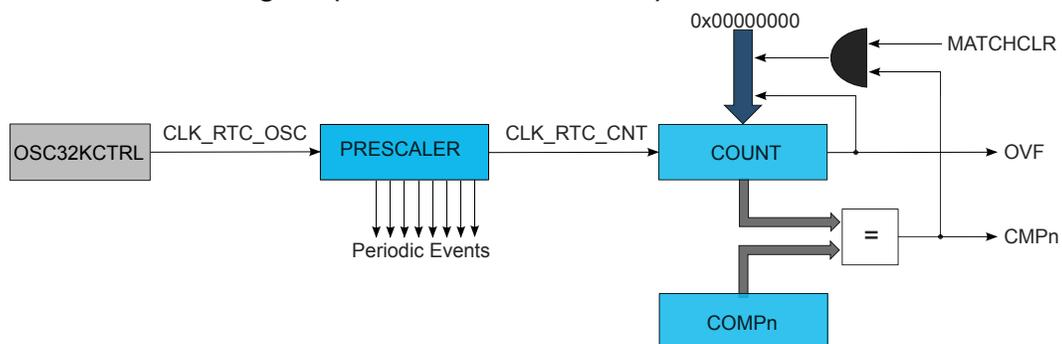 0x00000000
MATCHCLR
OSC32KCTRL
CLK_RTC_OSC
PRESCALER
CLK_RTC_CNT
COUNT
OVF
Periodic Events
=
CMPn
COMPn